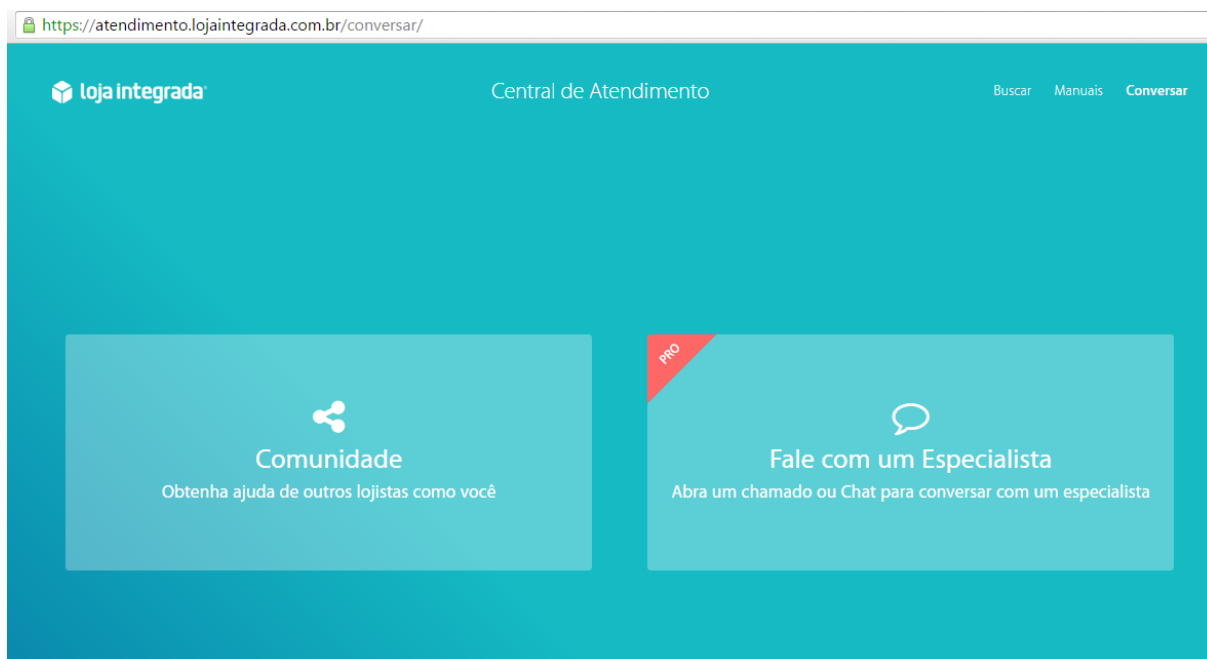 https://atendimento.lojaintegrada.com.br/conversar/
loja integrada
Central de Atendimento
Buscar Manuais Conversar
Comunidade
Obtenha ajuda de outros lojistas como você
PRO
Fale com um Especialista
Abra um chamado ou Chat para conversar com um especialista